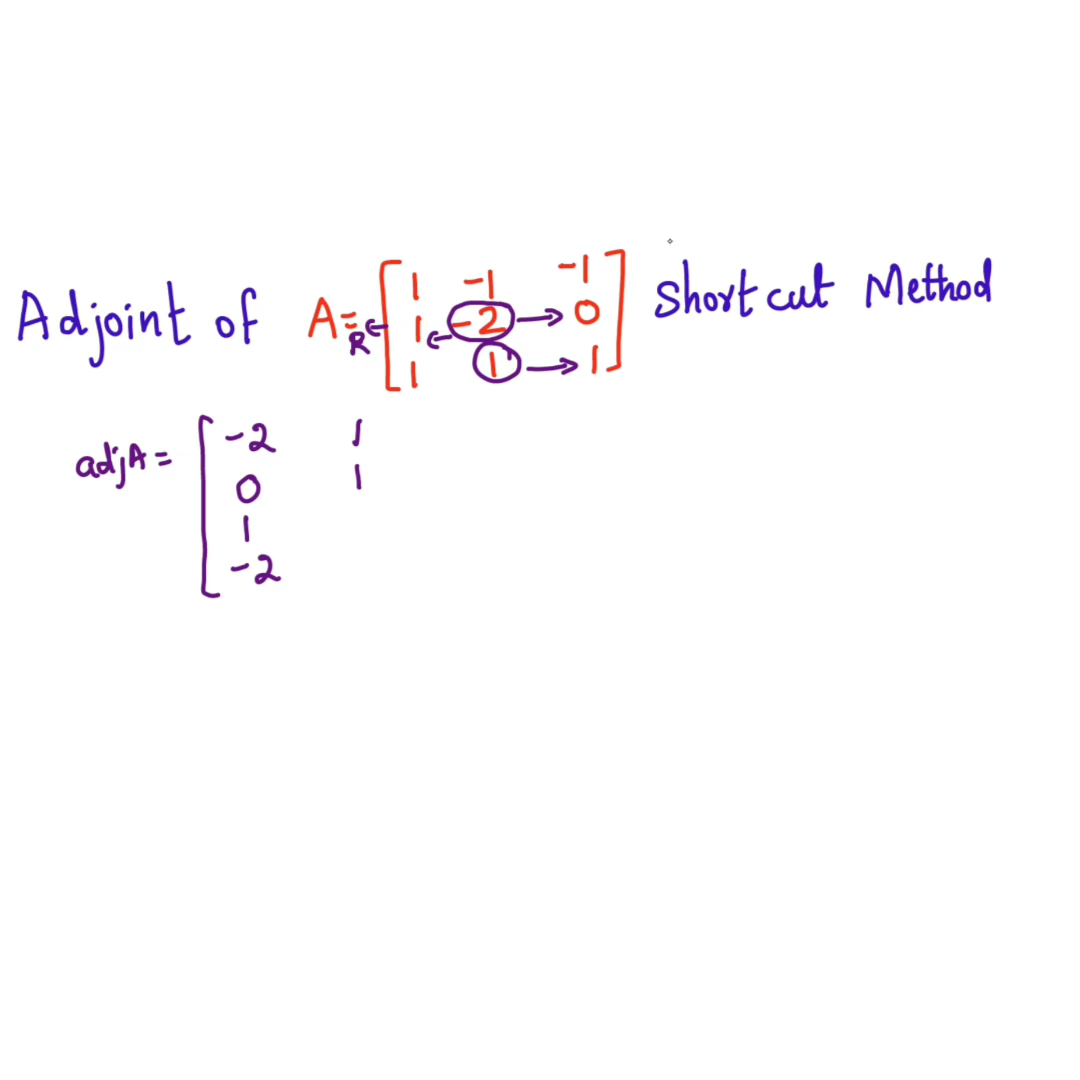 1 -1 -1
Adjoint of A= 1 -2 0 Shortcut Method
R
1 1 1
adjA = -2 1
0 1
1
-2